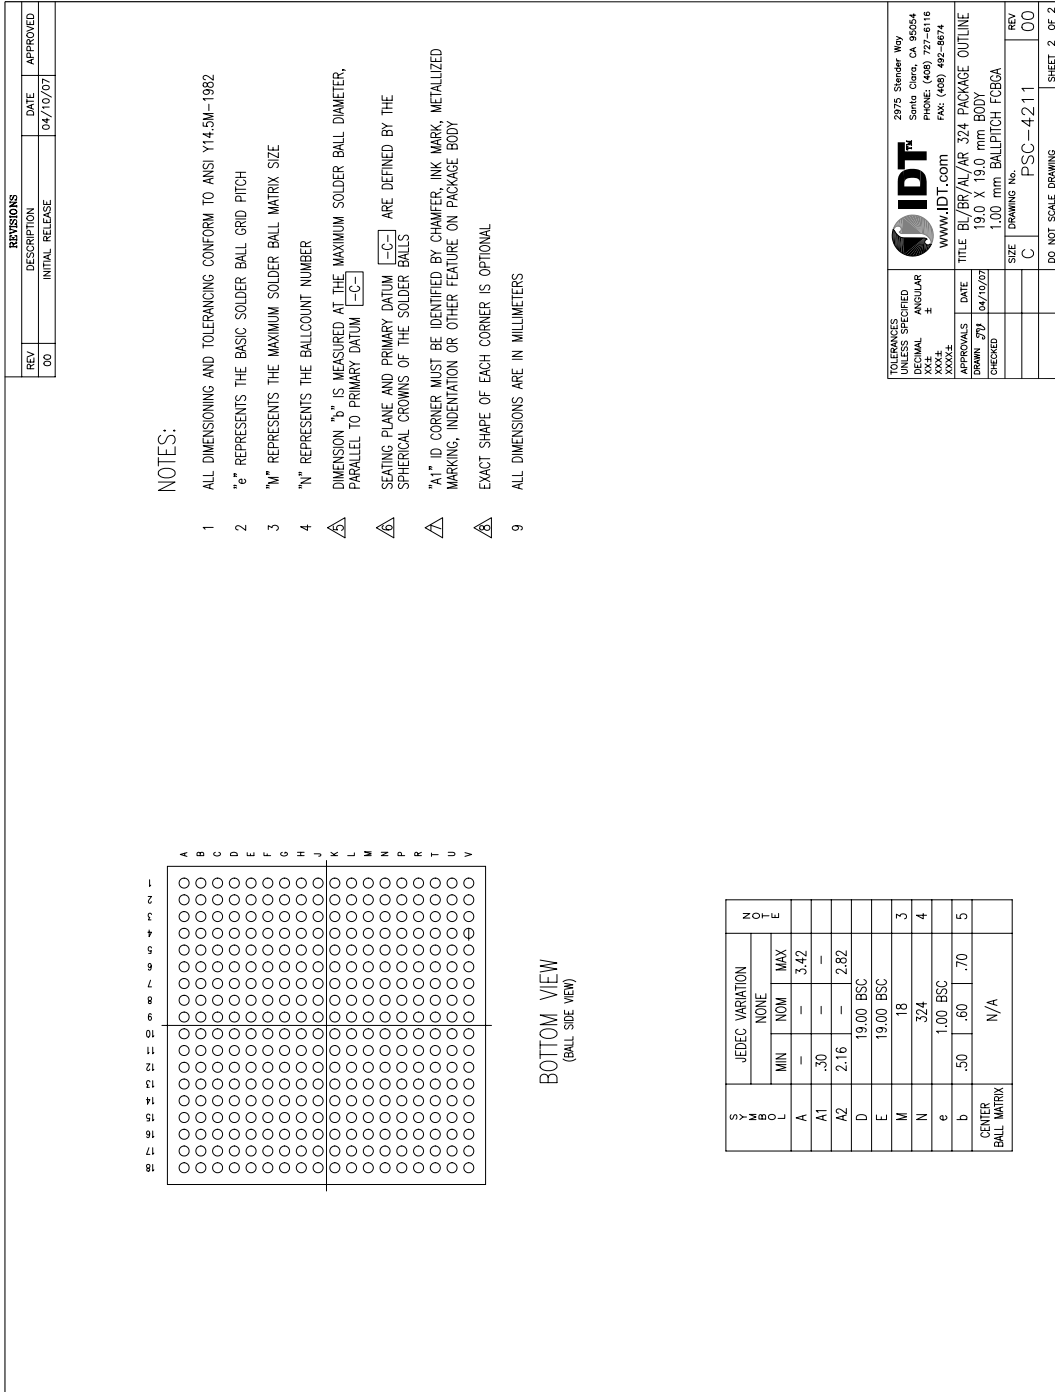 REVISIONS
REV DESCRIPTION DATE APPROVED
00 INITIAL RELEASE 04/10/07
NOTES:
1 ALL DIMENSIONING AND TOLERANCING CONFORM TO ANSI Y14.5M-1982
2 "e" REPRESENTS THE BASIC SOLDER BALL GRID PITCH
3 "M" REPRESENTS THE MAXIMUM SOLDER BALL MATRIX SIZE
4 "N" REPRESENTS THE BALLCOUNT NUMBER
5 DIMENSION "b" IS MEASURED AT THE MAXIMUM SOLDER BALL DIAMETER,
PARALLEL TO PRIMARY DATUM -C-
6 SEATING PLANE AND PRIMARY DATUM -C- ARE DEFINED BY THE
SPHERICAL CROWNS OF THE SOLDER BALLS
7 "A1" ID CORNER MUST BE IDENTIFIED BY CHAMFER, INK MARK, METALLIZED
MARKING, INDENTATION OR OTHER FEATURE ON PACKAGE BODY
8 EXACT SHAPE OF EACH CORNER IS OPTIONAL
9 ALL DIMENSIONS ARE IN MILLIMETERS
18 17 16 15 14 13 12 11 10 9 8 7 6 5 4 3 2 1
A
B
C
D
E
F
G
H
J
K
L
M
N
P
R
T
U
V
BOTTOM VIEW
(BALL SIDE VIEW)
SYMBOL JEDEC VARIATION NOTE
NONE
MIN NOM MAX
A - - 3.42
A1 .30 - -
A2 2.16 - 2.82
D 19.00 BSC
E 19.00 BSC
M 18 3
N 324 4
e 1.00 BSC
b .50 .60 .70 5
CENTER
BALL MATRIX N/A
TOLERANCES
UNLESS SPECIFIED
DECIMAL ANGULAR
XX± ±
XXX±
XXXX±
IDT™
www.IDT.com
2975 Stender Way
Santa Clara, CA 95054
PHONE: (408) 727-6116
FAX: (408) 492-8674
APPROVALS DATE
DRAWN 04/10/07
CHECKED
TITLE BL/BR/AL/AR 324 PACKAGE OUTLINE
19.0 X 19.0 mm BODY
1.00 mm BALLPITCH FCBGA
SIZE DRAWING No. REV
C PSC-4211 00
DO NOT SCALE DRAWING SHEET 2 OF 2